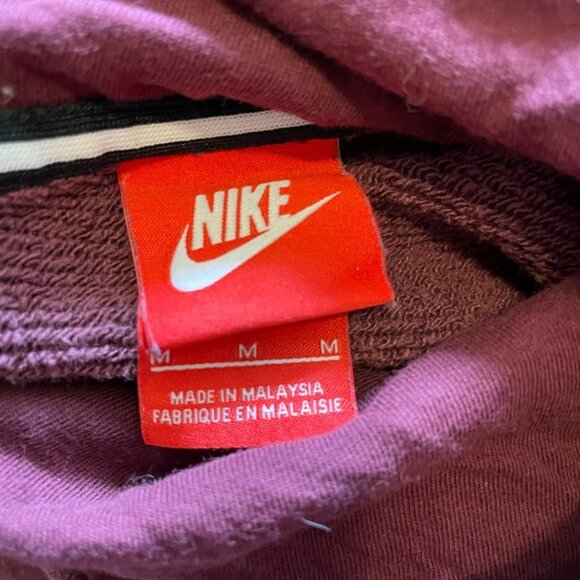 NIKE
M M M
MADE IN MALAYSIA
FABRIQUE EN MALAISIE